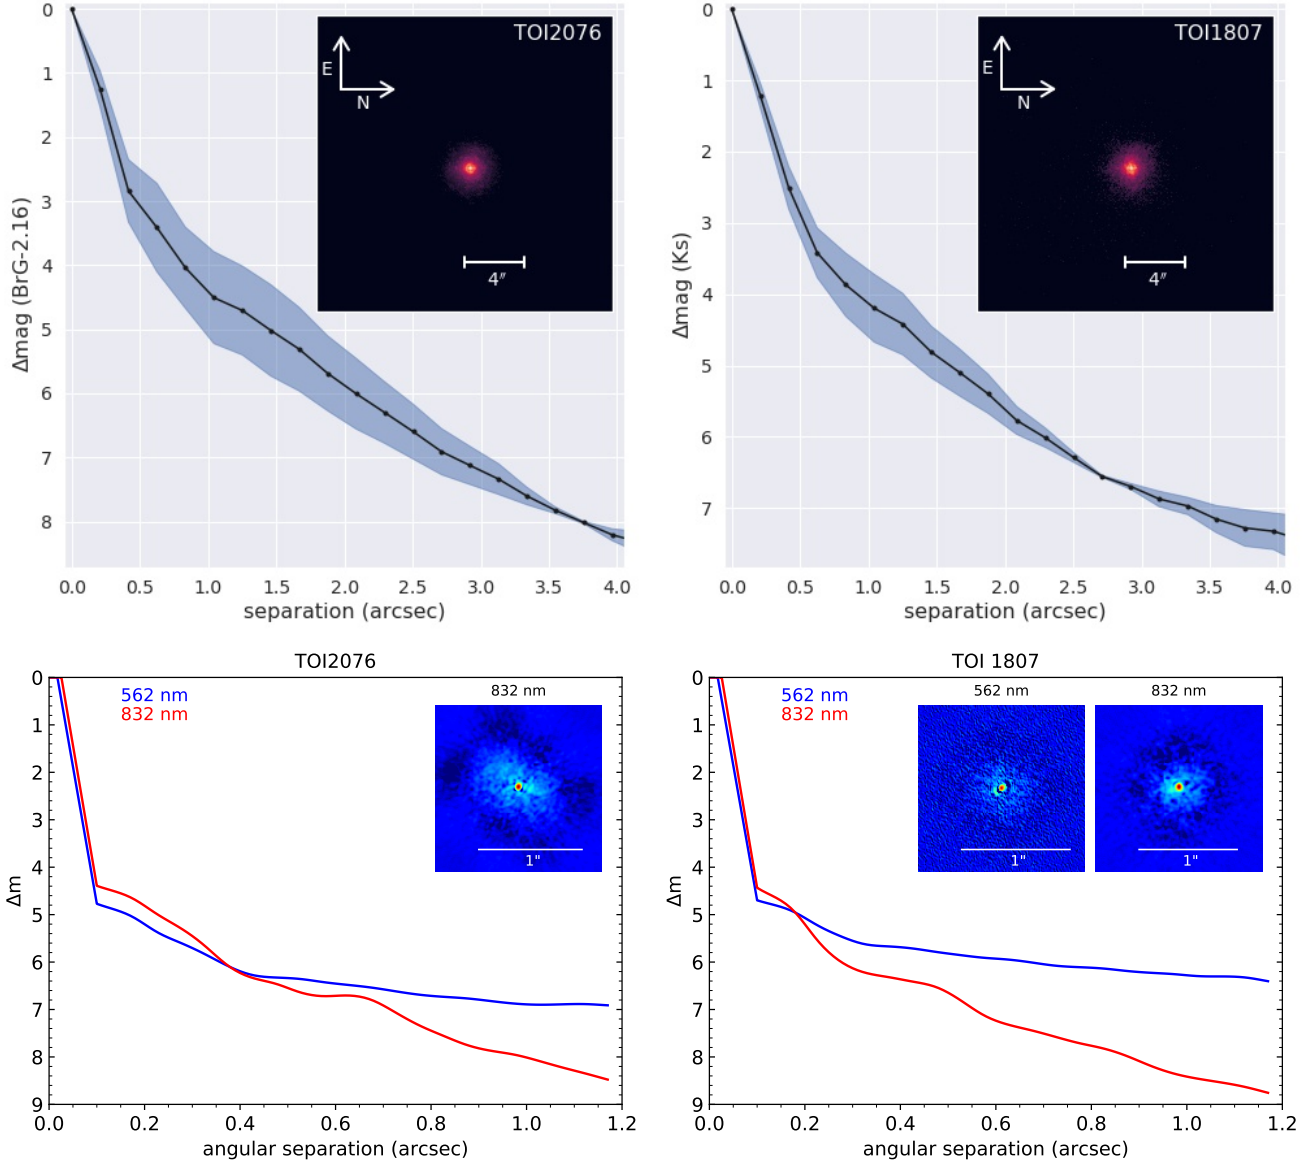 TOI2076
E
N
4″
0
1
2
3
4
5
6
7
8
Δmag (BrG-2.16)
0.0 0.5 1.0 1.5 2.0 2.5 3.0 3.5 4.0
separation (arcsec)
TOI1807
E
N
4″
0
1
2
3
4
5
6
7
Δmag (Ks)
0.0 0.5 1.0 1.5 2.0 2.5 3.0 3.5 4.0
separation (arcsec)
TOI2076
562 nm
832 nm
832 nm
1"
0
1
2
3
4
5
6
7
8
9
Δm
0.0 0.2 0.4 0.6 0.8 1.0 1.2
angular separation (arcsec)
TOI 1807
562 nm
832 nm
562 nm
832 nm
1"
1"
0
1
2
3
4
5
6
7
8
9
Δm
0.0 0.2 0.4 0.6 0.8 1.0 1.2
angular separation (arcsec)